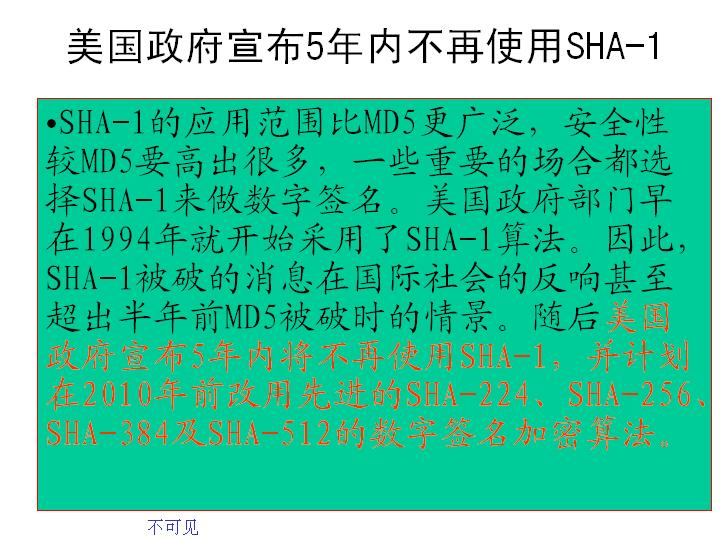 美国政府宣布5年内不再使用SHA-1
•SHA-1的应用范围比MD5更广泛，安全性
较MD5要高出很多，一些重要的场合都选
择SHA-1来做数字签名。美国政府部门早
在1994年就开始采用了SHA-1算法。因此，
SHA-1被破的消息在国际社会的反响甚至
超出半年前MD5被破时的情景。随后美国
政府宣布5年内将不再使用SHA-1，并计划
在2010年前改用先进的SHA-224、SHA-256、
SHA-384及SHA-512的数字签名加密算法。
不可见